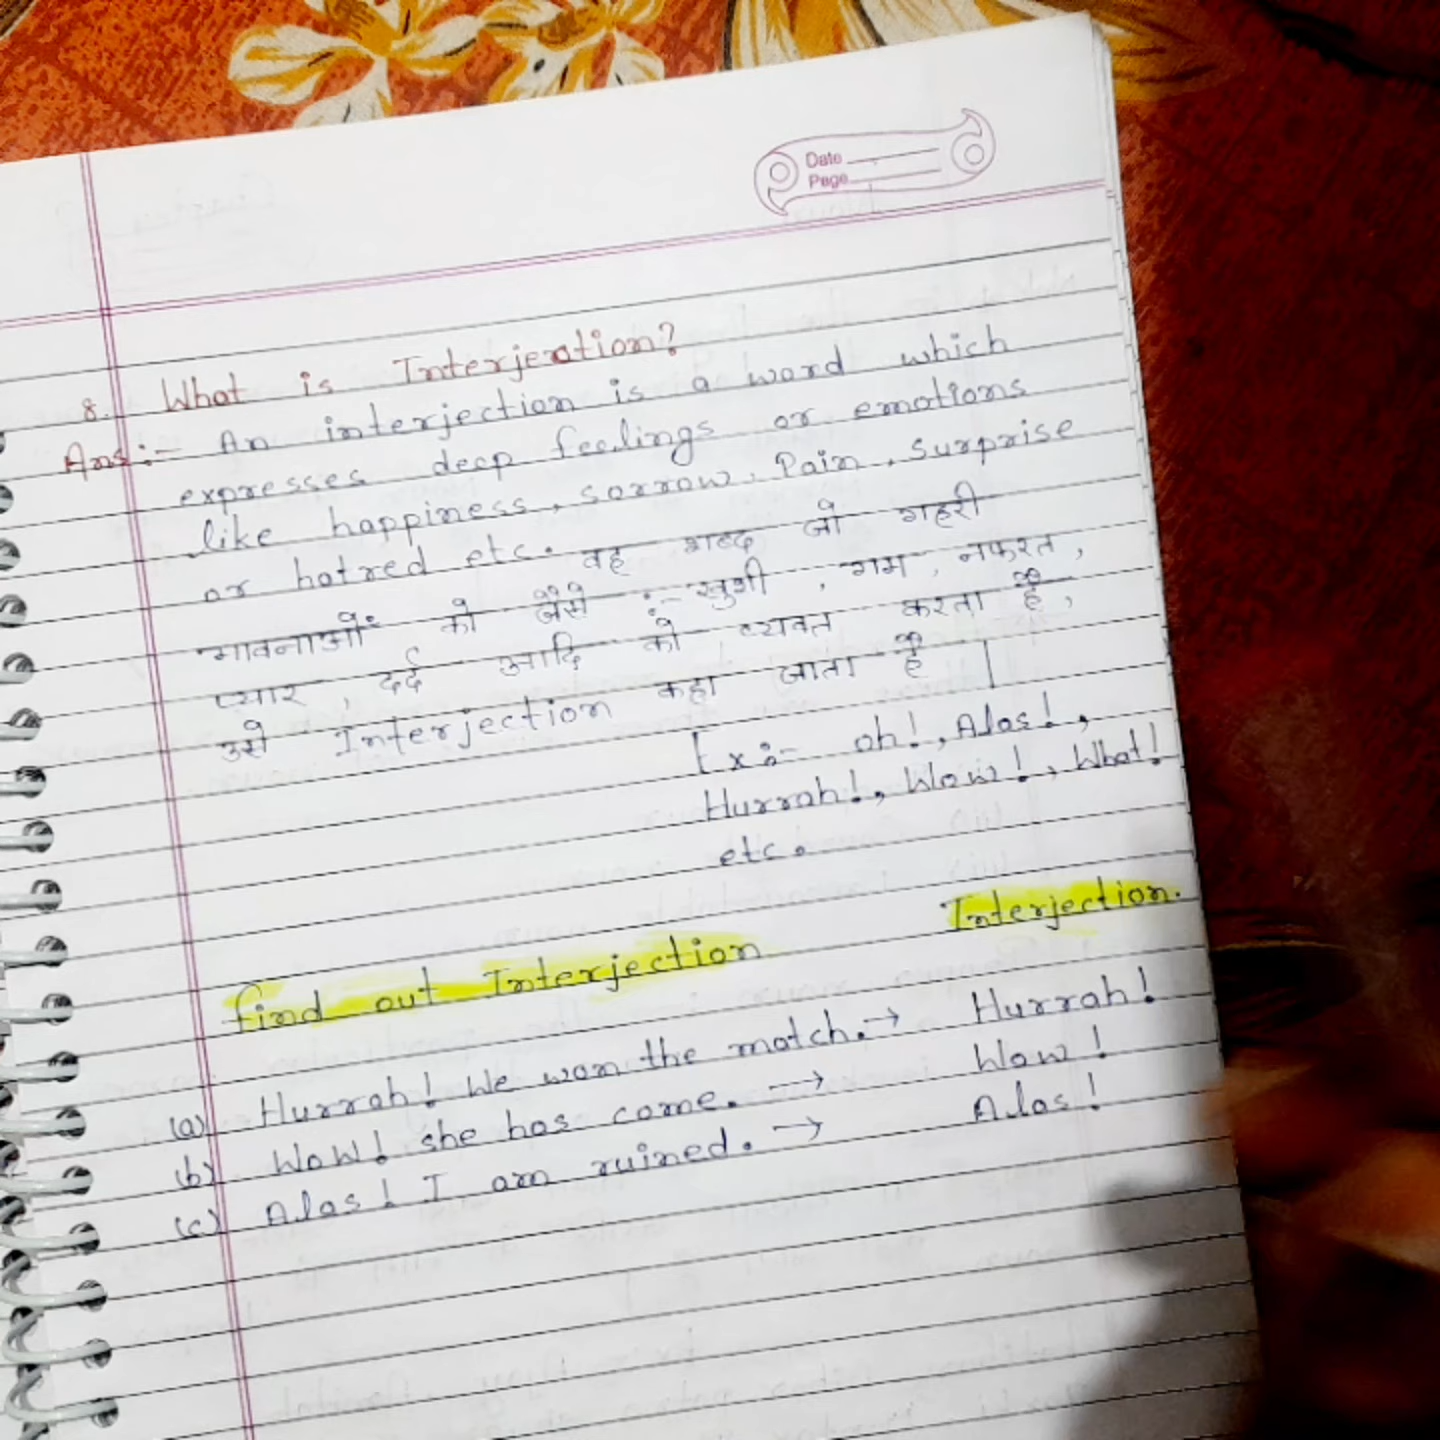 Date
Page
8. What is Interjection?
Ans:- An interjection is a word which
expresses deep feelings or emotions
like happiness, sorrow, Pain, Surprise
or hatred etc. वह शब्द जो गहरी
भावनाओं को जैसे :- खुशी, गम, नफरत,
प्यार, दर्द आदि को व्यक्त करता है,
उसे Interjection कहा जाता है |
Ex:- oh!, Alas!,
Hurrah!, Wow!, What!
etc.
Interjection.
find out Interjection
(a) Hurrah! We won the match. → Hurrah!
(b) WoW! she has come. → Wow!
(c) Alas! I am ruined. → Alas!